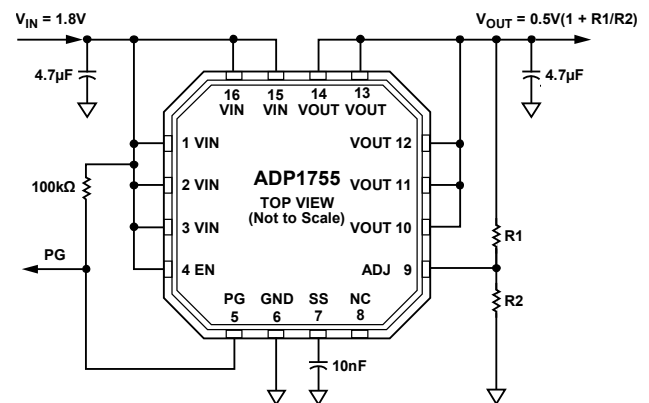 VIN = 1.8V
VOUT = 0.5V(1 + R1/R2)
4.7µF
4.7µF
16
VIN
15
VIN
14
VOUT
13
VOUT
1 VIN
2 VIN
3 VIN
4 EN
VOUT 12
VOUT 11
VOUT 10
ADJ 9
ADP1755
TOP VIEW
(Not to Scale)
100kΩ
PG
R1
R2
PG
5
GND
6
SS
7
NC
8
10nF